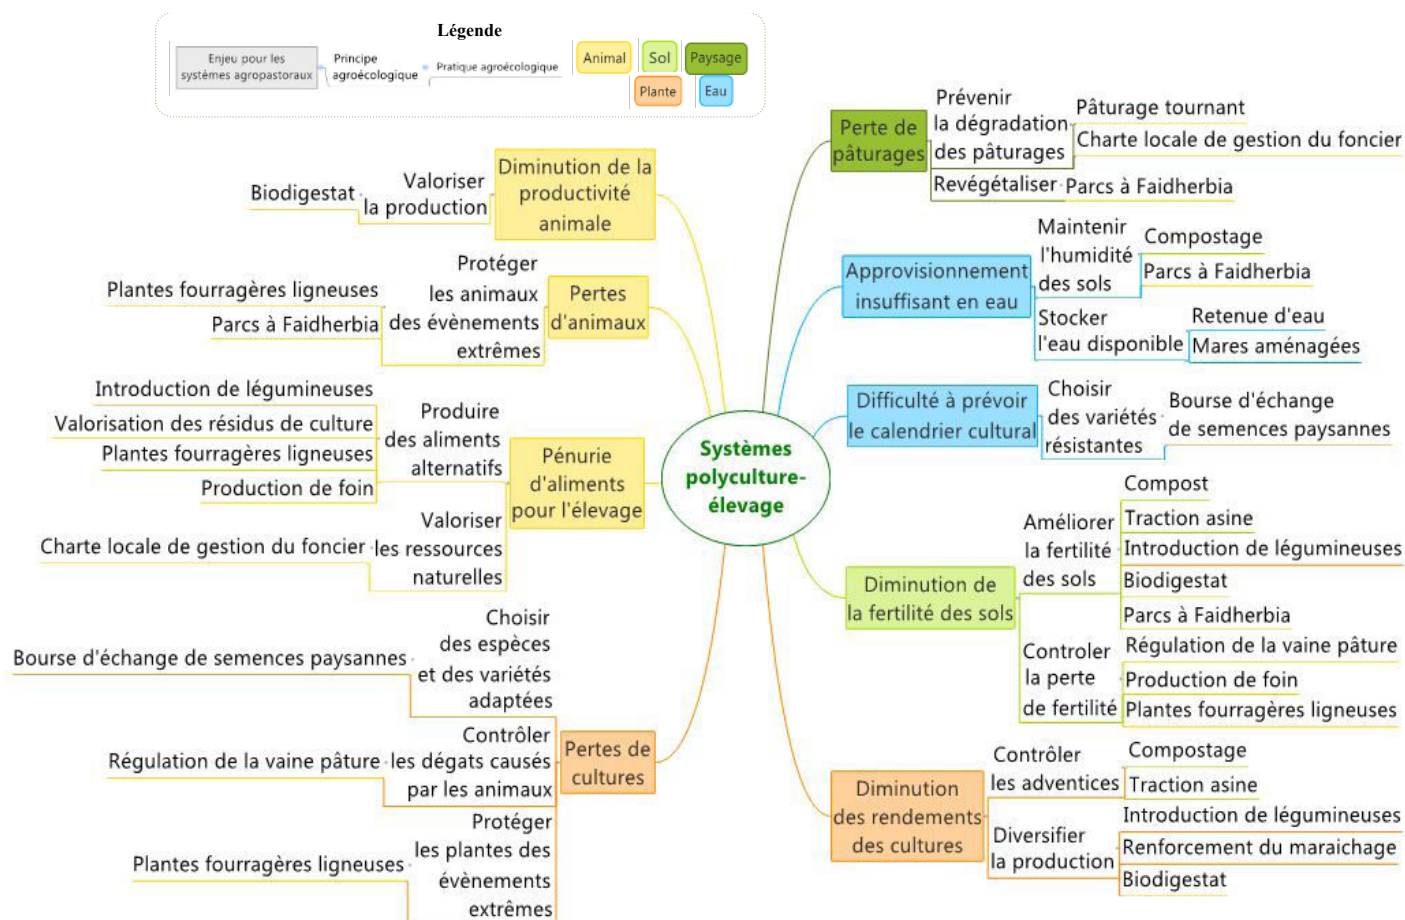 Légende
Enjeu pour les
systèmes agropastoraux
Principe
agroécologique
Pratique agroécologique
Animal
Sol
Paysage
Plante
Eau
Systèmes
polyculture-
élevage
Diminution de la
productivité
animale
Valoriser
la production
Biodigestat
Pertes
d'animaux
Protéger
les animaux
des évènements
extrêmes
Plantes fourragères ligneuses
Parcs à Faidherbia
Pénurie
d'aliments
pour l'élevage
Produire
des aliments
alternatifs
Introduction de légumineuses
Valorisation des résidus de culture
Plantes fourragères ligneuses
Production de foin
Valoriser
les ressources
naturelles
Charte locale de gestion du foncier
Pertes de
cultures
Choisir
des espèces
et des variétés
adaptées
Bourse d'échange de semences paysannes
Contrôler
les dégats causés
par les animaux
Régulation de la vaine pâture
Protéger
les plantes des
évènements
extrêmes
Plantes fourragères ligneuses
Perte de
pâturages
Prévenir
la dégradation
des pâturages
Pâturage tournant
Charte locale de gestion du foncier
Revégétaliser
Parcs à Faidherbia
Approvisionnement
insuffisant en eau
Maintenir
l'humidité
des sols
Compostage
Parcs à Faidherbia
Stocker
l'eau disponible
Retenue d'eau
Mares aménagées
Difficulté à prévoir
le calendrier cultural
Choisir
des variétés
résistantes
Bourse d'échange
de semences paysannes
Diminution de
la fertilité des sols
Améliorer
la fertilité
des sols
Compost
Traction asine
Introduction de légumineuses
Biodigestat
Parcs à Faidherbia
Controler
la perte
de fertilité
Régulation de la vaine pâture
Production de foin
Plantes fourragères ligneuses
Diminution
des rendements
des cultures
Contrôler
les adventices
Compostage
Traction asine
Diversifier
la production
Introduction de légumineuses
Renforcement du maraichage
Biodigestat